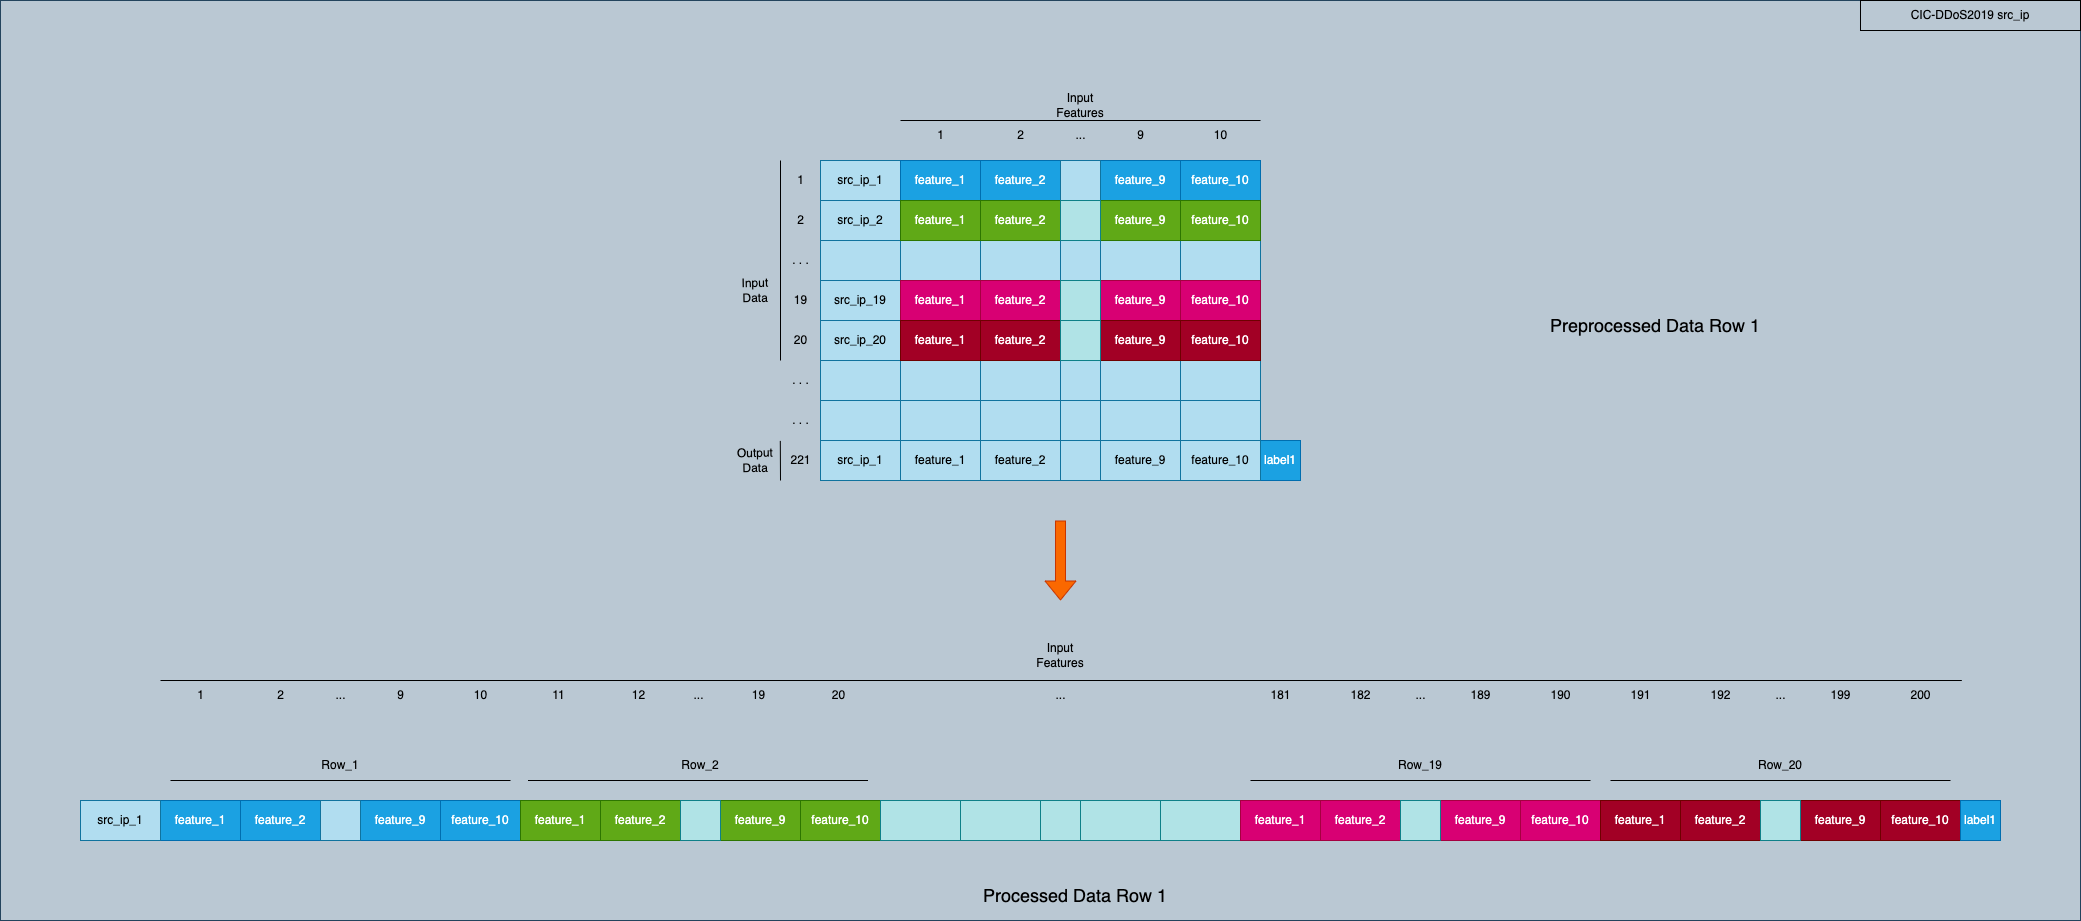 CIC-DDoS2019 src_ip
Input
Features
1 2 ... 9 10
1 src_ip_1 feature_1 feature_2 feature_9 feature_10
2 src_ip_2 feature_1 feature_2 feature_9 feature_10
. . .
Input
Data
19 src_ip_19 feature_1 feature_2 feature_9 feature_10
20 src_ip_20 feature_1 feature_2 feature_9 feature_10
Preprocessed Data Row 1
. . .
. . .
Output
Data
221 src_ip_1 feature_1 feature_2 feature_9 feature_10 label1
Input
Features
1 2 ... 9 10 11 12 ... 19 20 ... 181 182 ... 189 190 191 192 ... 199 200
Row_1 Row_2 Row_19 Row_20
src_ip_1 feature_1 feature_2 feature_9 feature_10 feature_1 feature_2 feature_9 feature_10 feature_1 feature_2 feature_9 feature_10 feature_1 feature_2 feature_9 feature_10 label1
Processed Data Row 1